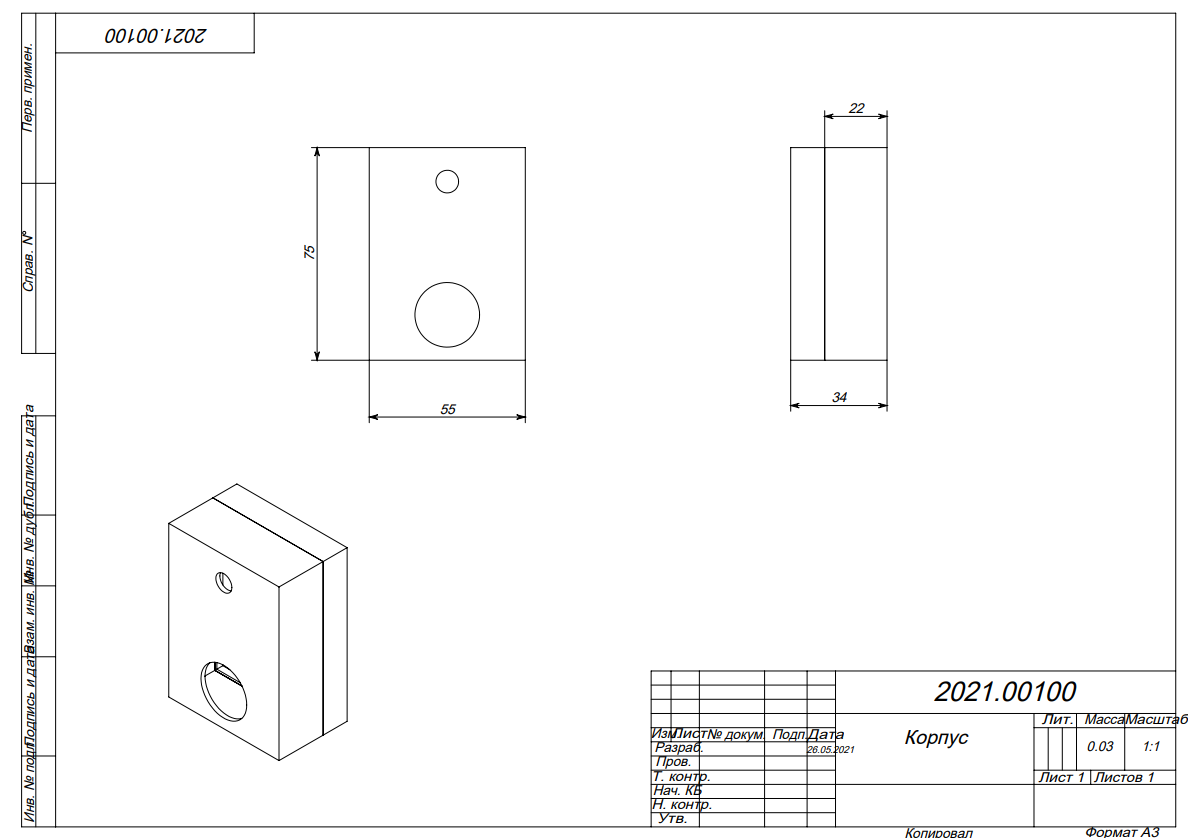 2021.00100
Перв. примен.
Справ. №
Подпись и дата
Инв. № дубл.
Взам. инв. №
Подпись и дата
Инв. № подл.
22
75
55
34
2021.00100
Лит. Масса Масштаб
Изм Лист № докум. Подп. Дата
Корпус
Разраб. 26.05.2021
0.03 1:1
Пров.
Т. контр.
Лист 1 Листов 1
Нач. КБ
Н. контр.
Утв.
Копировал Формат А3